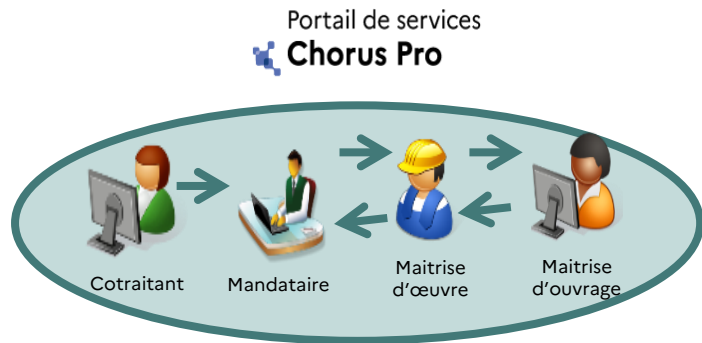 Portail de services
Chorus Pro
Cotraitant
Mandataire
Maitrise
d'œuvre
Maitrise
d'ouvrage